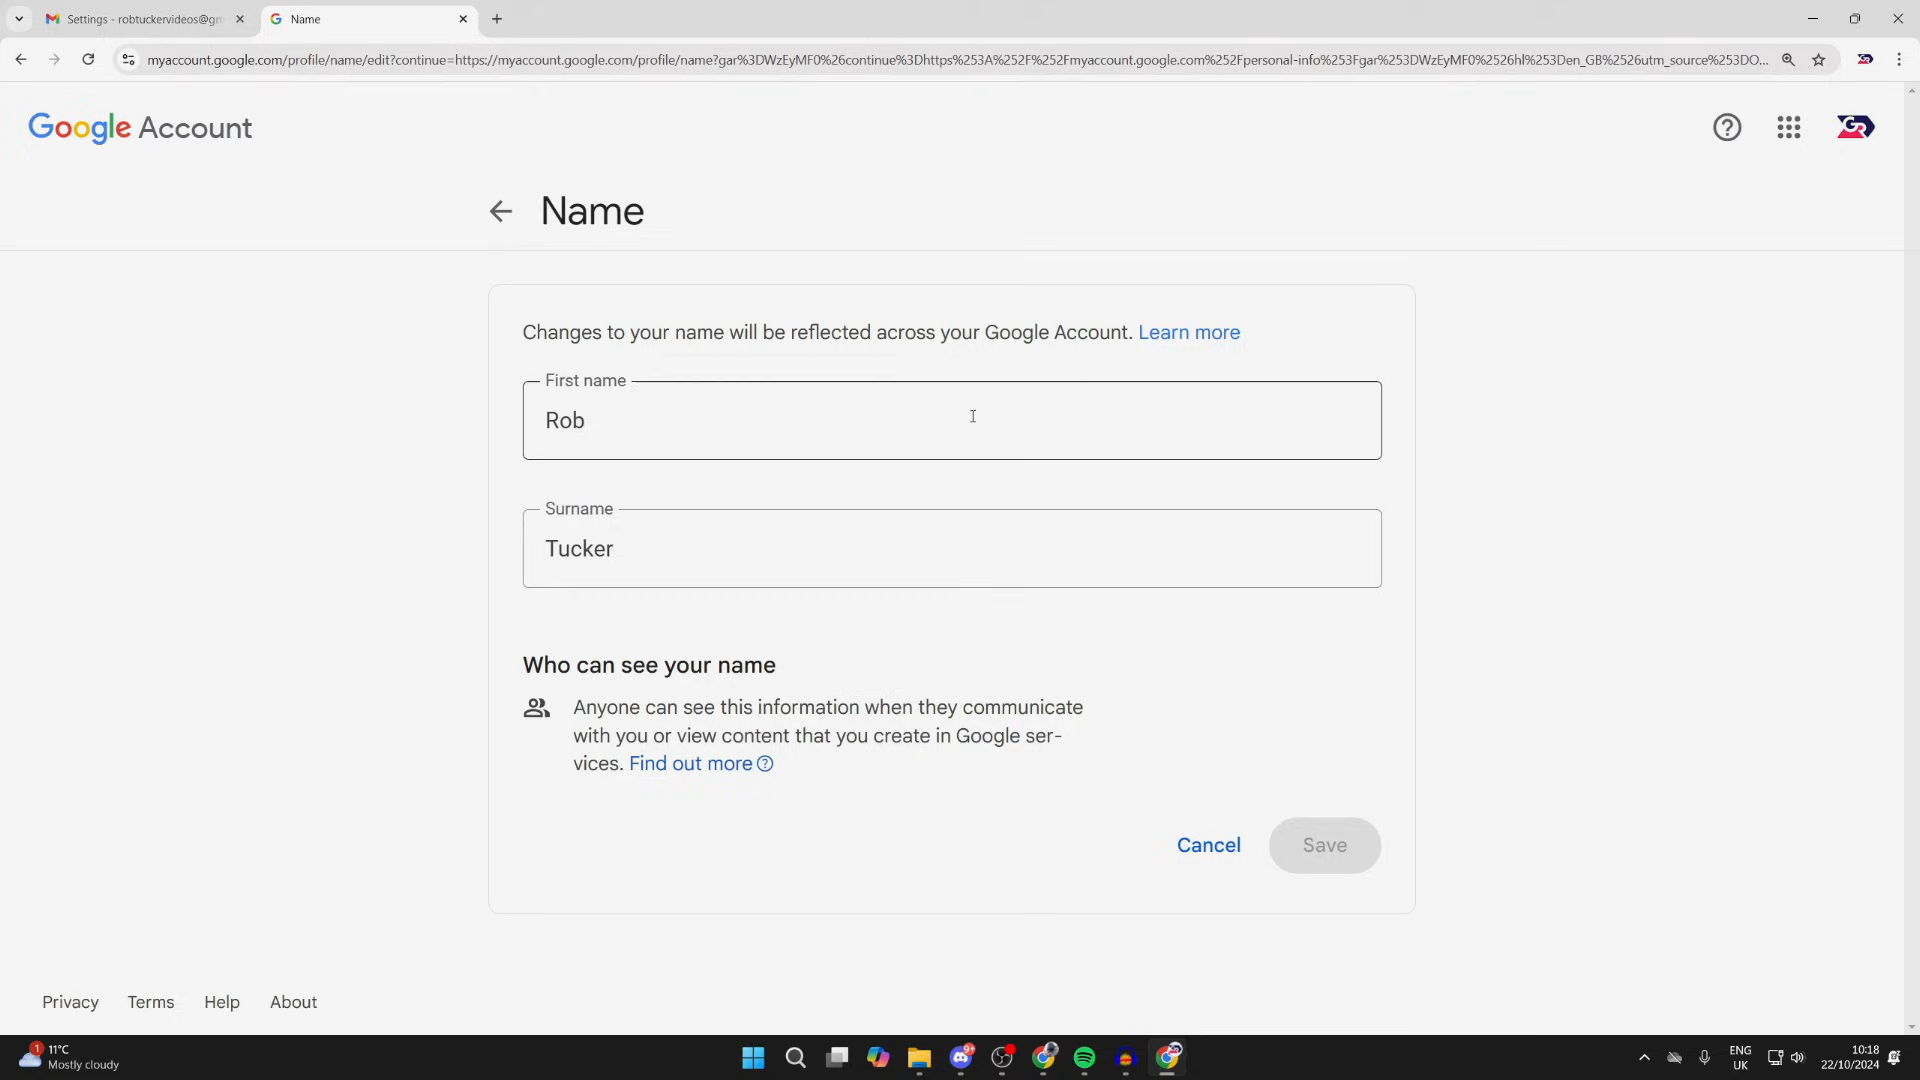 Settings - robtuckervideos@gm
Name
myaccount.google.com/profile/name/edit?continue=https://myaccount.google.com/profile/name?gar%3DWzEyMF0%26continue%3Dhttps%253A%252F%252Fmyaccount.google.com%252Fpersonal-info%253Fgar%253DWzEyMF0%2526hl%253Den_GB%2526utm_source%253DO...
Google Account
GR
Name
Changes to your name will be reflected across your Google Account. Learn more
First name
Rob
Surname
Tucker
Who can see your name
Anyone can see this information when they communicate
with you or view content that you create in Google ser-
vices. Find out more
Cancel
Save
Privacy
Terms
Help
About
1
11°C
Mostly cloudy
9+
ENG
UK
10:18
22/10/2024